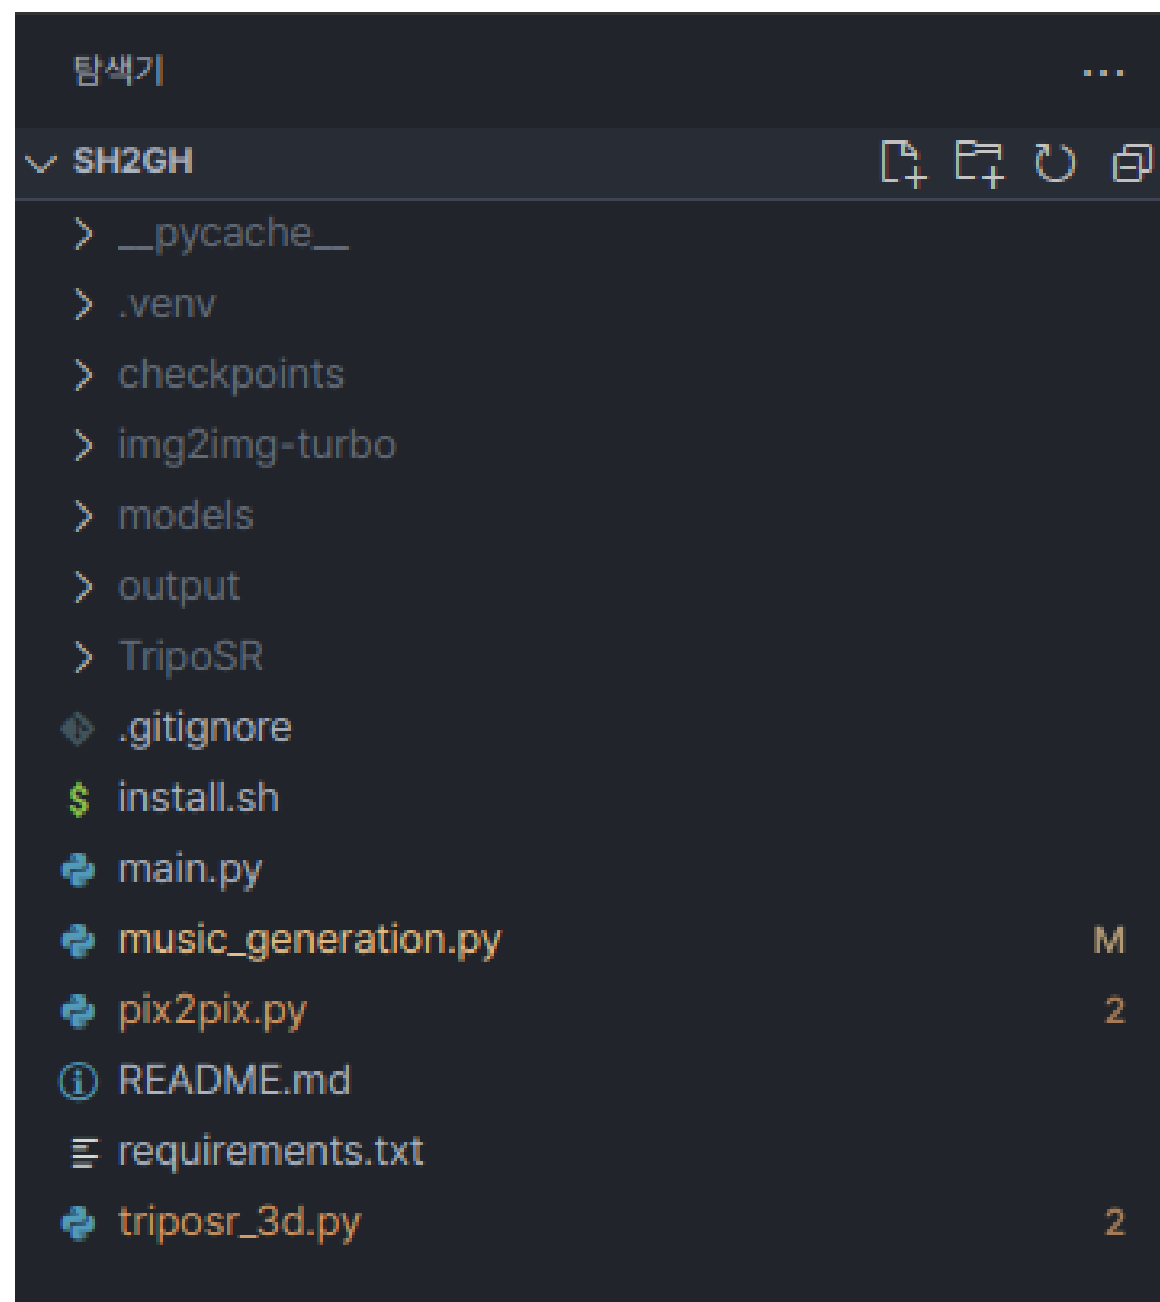 탐색기
SH2GH
__pycache__
.venv
checkpoints
img2img-turbo
models
output
TripoSR
.gitignore
$ install.sh
main.py
music_generation.py M
pix2pix.py 2
README.md
requirements.txt
triposr_3d.py 2